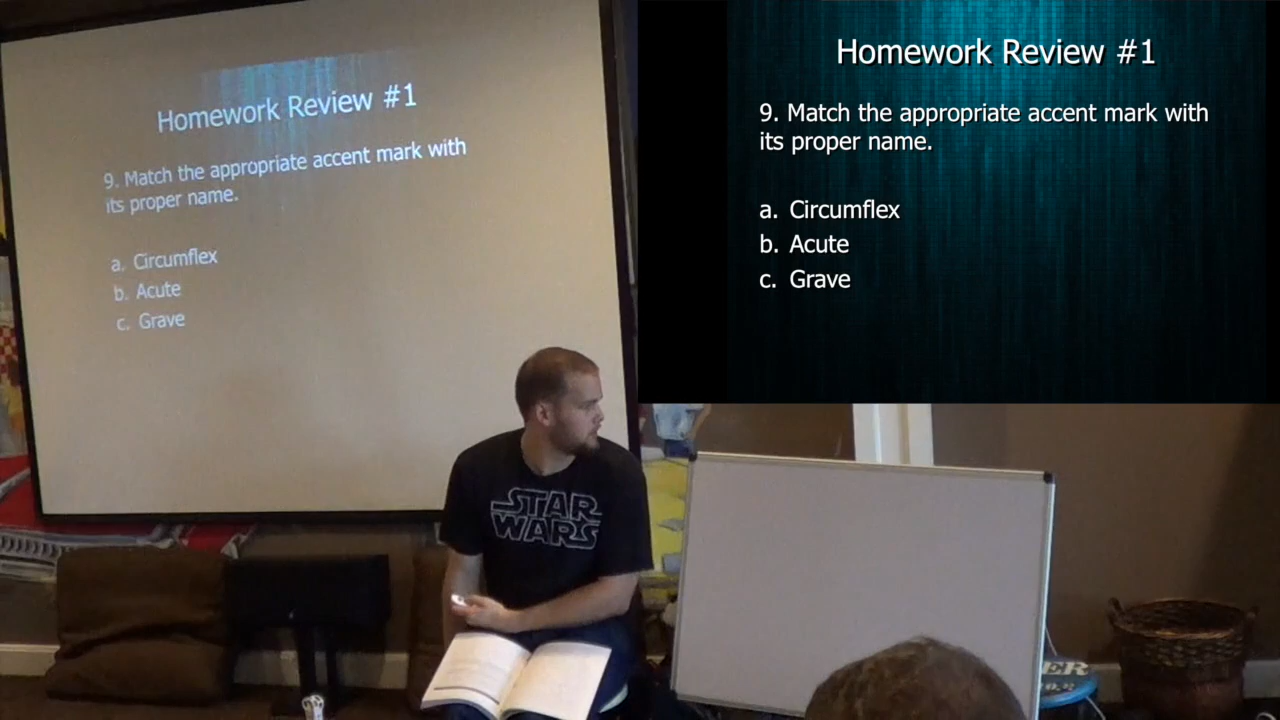 Homework Review #1
9. Match the appropriate accent mark with
its proper name.
a. Circumflex
b. Acute
c. Grave
Homework Review #1
9. Match the appropriate accent mark with
its proper name.
a. Circumflex
b. Acute
c. Grave
STAR
WARS